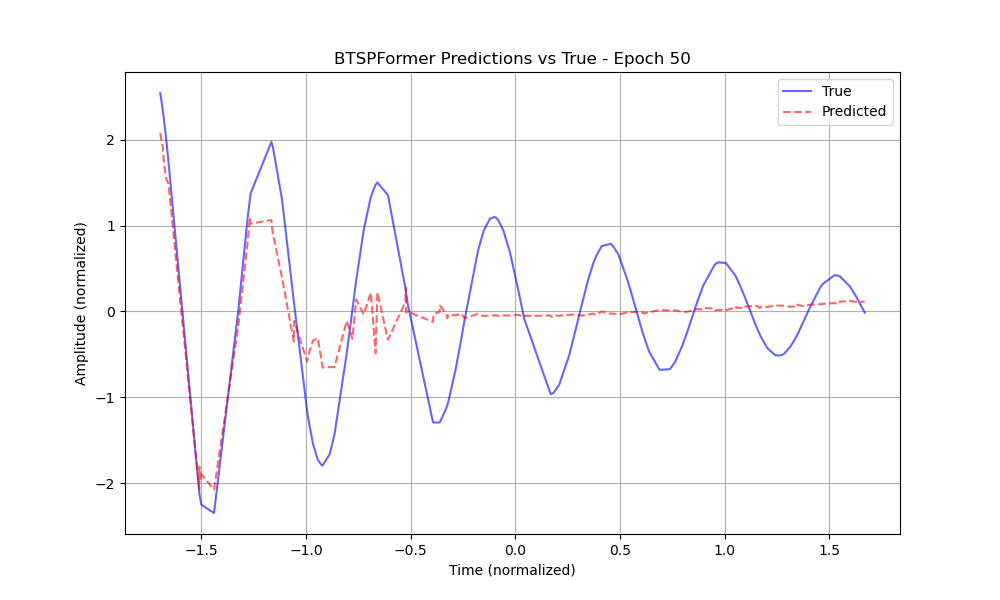 BTSPFormer Predictions vs True - Epoch 50
True
Predicted
Amplitude (normalized)
2
1
0
−1
−2
−1.5
−1.0
−0.5
0.0
0.5
1.0
1.5
Time (normalized)